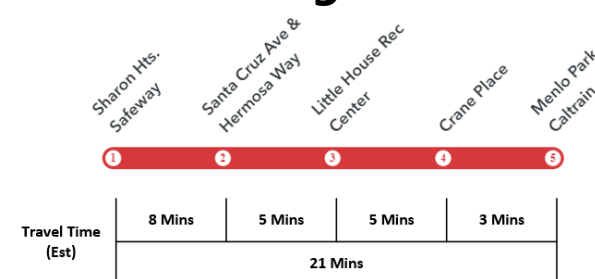 Sharon Hts.
Safeway
Santa Cruz Ave &
Hermosa Way
Little House Rec
Center
Crane Place
Menlo Park
Caltrain
1 2 3 4 5
Travel Time
(Est)
8 Mins 5 Mins 5 Mins 3 Mins
21 Mins